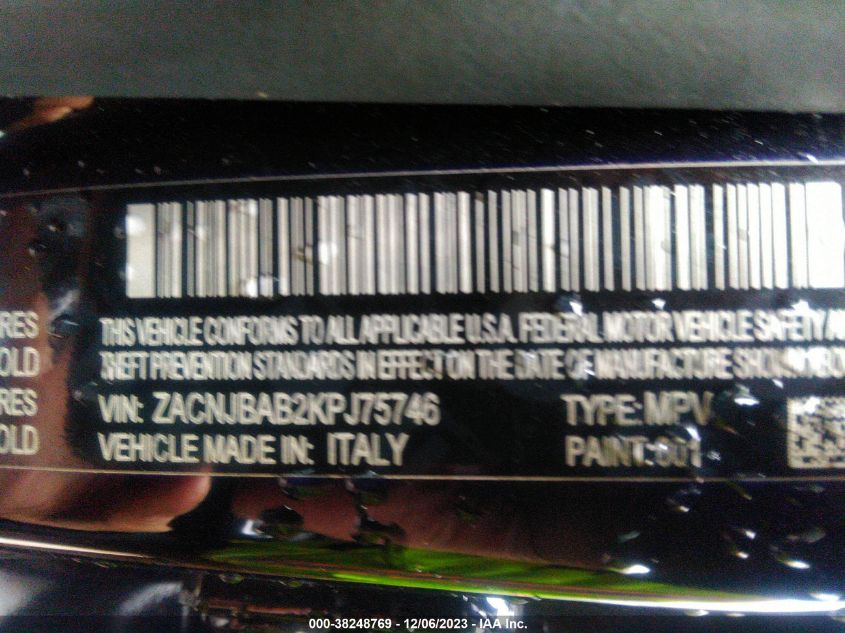 THIS VEHICLE CONFORMS TO ALL APPLICABLE U.S.A. FEDERAL MOTOR VEHICLE SAFETY
RES
OLD
THEFT PREVENTION STANDARDS IN EFFECT ON THE DATE OF MANUFACTURE
RES
VIN: ZACNJBAB2KPJ75746 TYPE: MPV
OLD
VEHICLE MADE IN: ITALY PAINT: 601
000-38248769 - 12/06/2023 - IAA Inc.